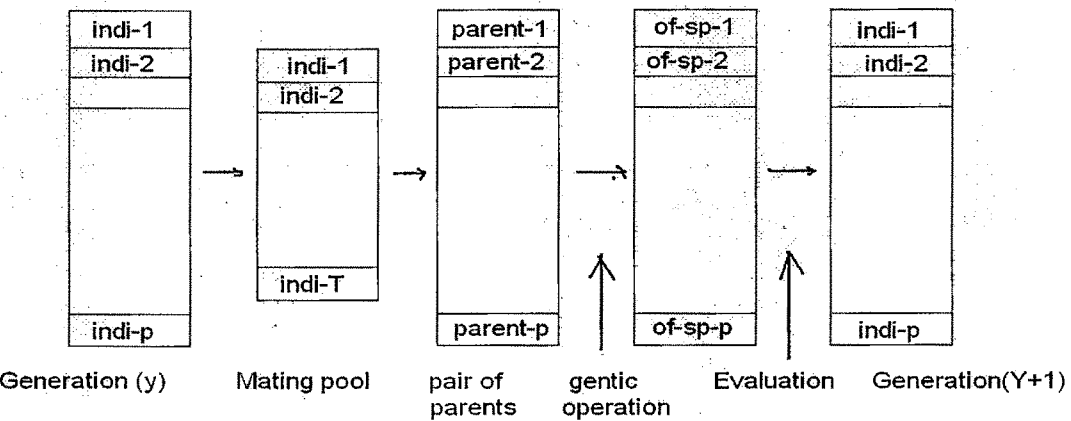 indi-1
indi-2
indi-p
indi-1
indi-2
indi-T
parent-1
parent-2
parent-p
of-sp-1
of-sp-2
of-sp-p
indi-1
indi-2
indi-p
Generation (y)
Mating pool
pair of
parents
gentic
operation
Evaluation
Generation(Y+1)